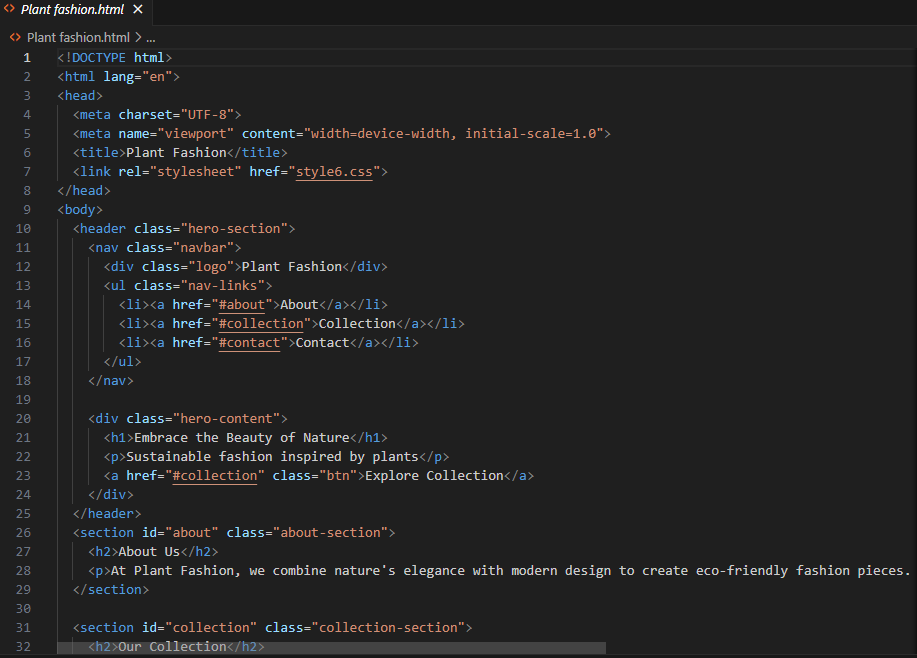 Plant fashion.html
Plant fashion.html > ...
1 <!DOCTYPE html>
2 <html lang="en">
3 <head>
4   <meta charset="UTF-8">
5   <meta name="viewport" content="width=device-width, initial-scale=1.0">
6   <title>Plant Fashion</title>
7   <link rel="stylesheet" href="style6.css">
8 </head>
9 <body>
10   <header class="hero-section">
11     <nav class="navbar">
12       <div class="logo">Plant Fashion</div>
13       <ul class="nav-links">
14         <li><a href="#about">About</a></li>
15         <li><a href="#collection">Collection</a></li>
16         <li><a href="#contact">Contact</a></li>
17       </ul>
18     </nav>
19
20     <div class="hero-content">
21       <h1>Embrace the Beauty of Nature</h1>
22       <p>Sustainable fashion inspired by plants</p>
23       <a href="#collection" class="btn">Explore Collection</a>
24     </div>
25   </header>
26   <section id="about" class="about-section">
27     <h2>About Us</h2>
28     <p>At Plant Fashion, we combine nature's elegance with modern design to create eco-friendly fashion pieces.
29   </section>
30
31   <section id="collection" class="collection-section">
32     <h2>Our Collection</h2>